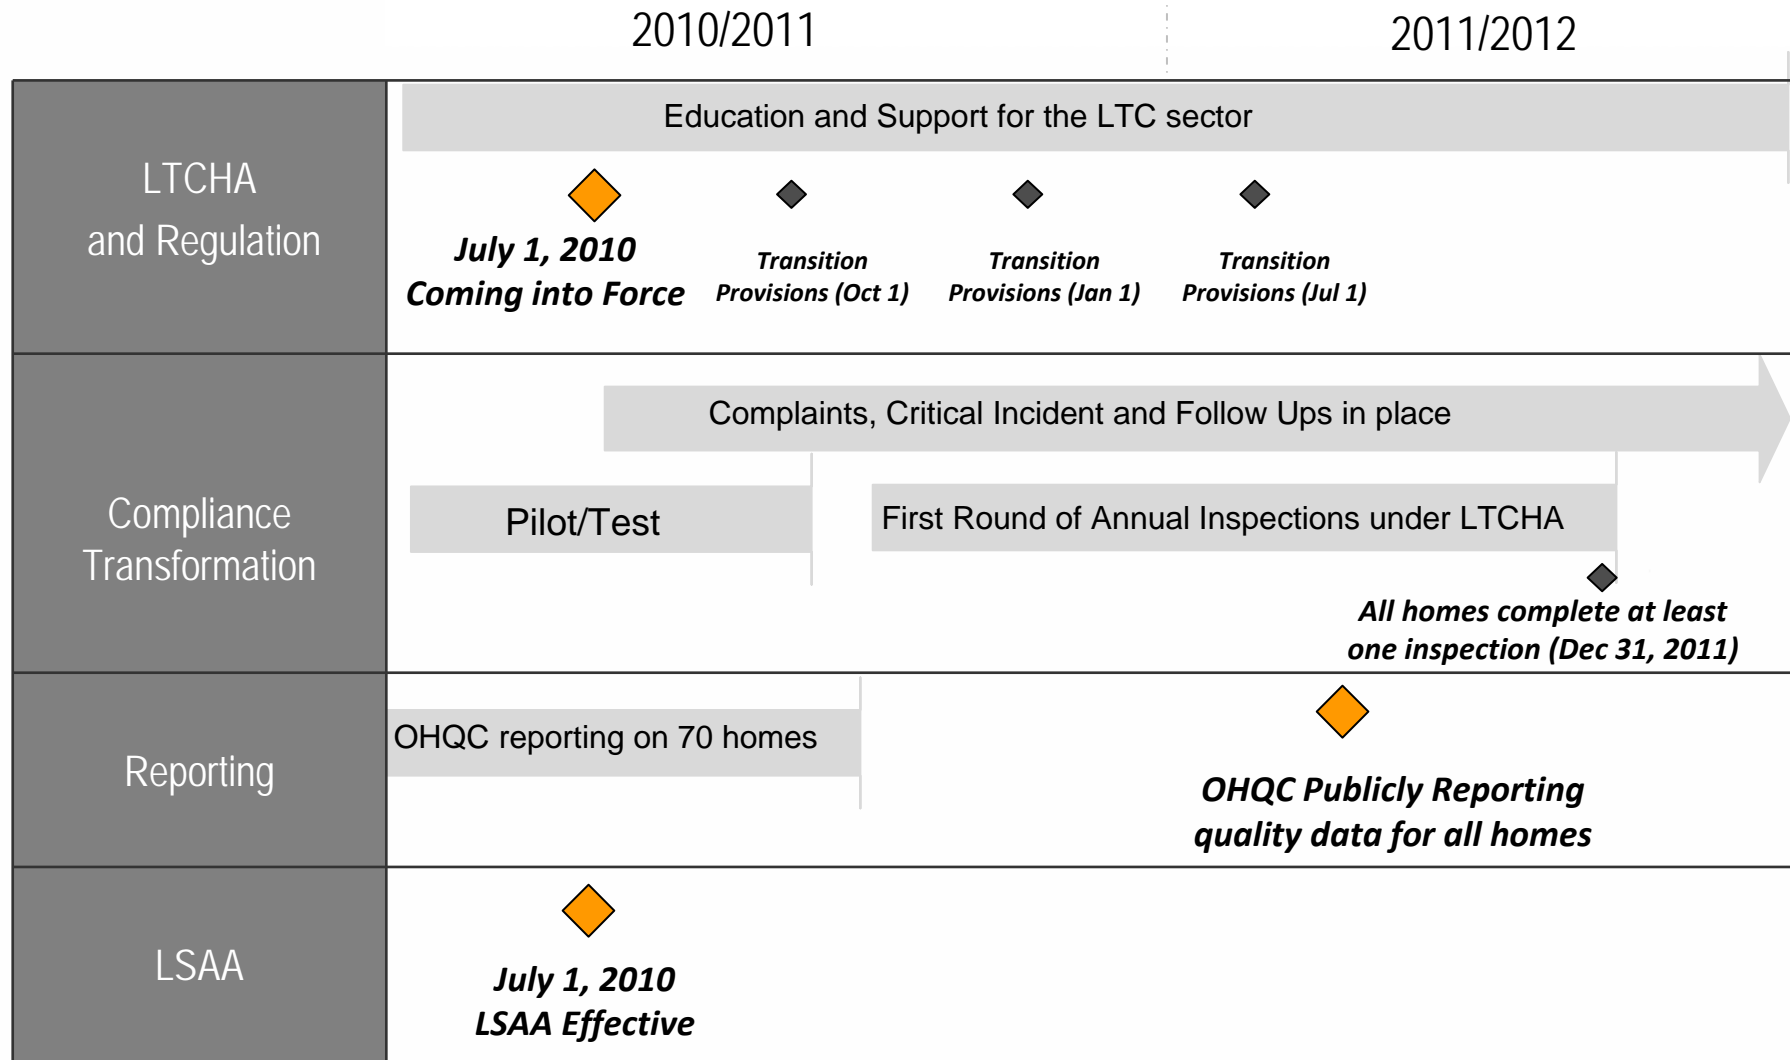 2010/2011
2011/2012
LTCHA
and Regulation
Education and Support for the LTC sector
July 1, 2010
Coming into Force
Transition
Provisions (Oct 1)
Transition
Provisions (Jan 1)
Transition
Provisions (Jul 1)
Compliance
Transformation
Complaints, Critical Incident and Follow Ups in place
Pilot/Test
First Round of Annual Inspections under LTCHA
All homes complete at least
one inspection (Dec 31, 2011)
Reporting
OHQC reporting on 70 homes
OHQC Publicly Reporting
quality data for all homes
LSAA
July 1, 2010
LSAA Effective